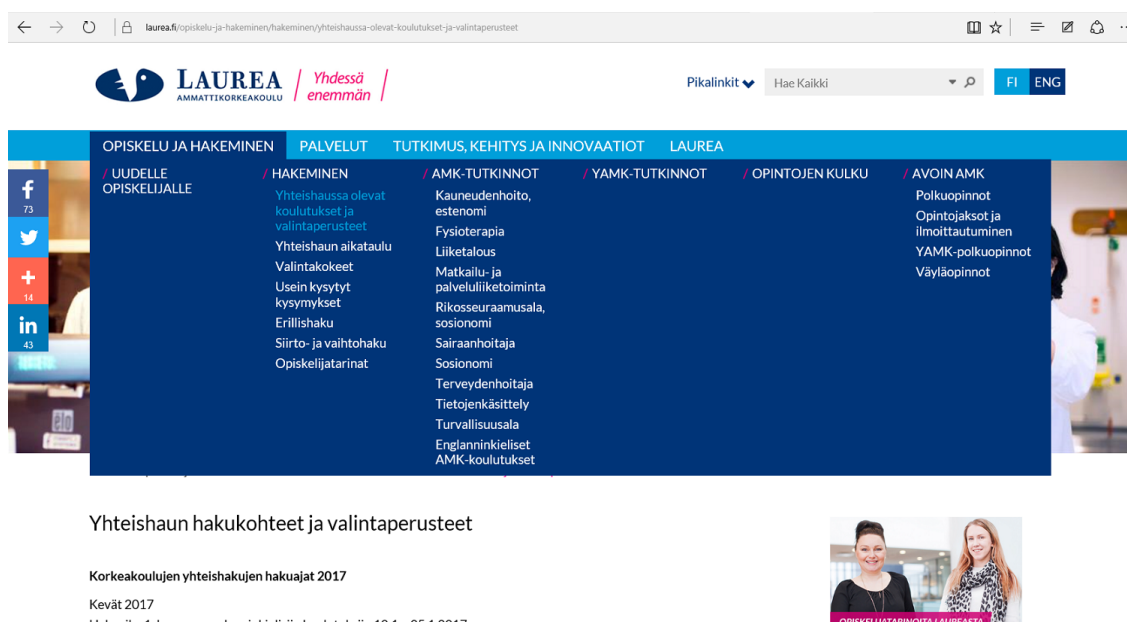 laurea.fi/opiskelu-ja-hakeminen/hakeminen/yhteishaussa-olevat-koulutukset-ja-valintaperusteet
LAUREA
AMMATTIKORKEAKOULU
Yhdessä
enemmän
Pikalinkit
Hae Kaikki
FI
ENG
OPISKELU JA HAKEMINEN
PALVELUT
TUTKIMUS, KEHITYS JA INNOVAATIOT
LAUREA
/ UUDELLE
OPISKELIJALLE
/ HAKEMINEN
Yhteishaussa olevat
koulutukset ja
valintaperusteet
Yhteishaun aikataulu
Valintakokeet
Usein kysytyt
kysymykset
Erillishaku
Siirto- ja vaihtohaku
Opiskelijatarinat
/ AMK-TUTKINNOT
Kauneudenhoito,
estenomi
Fysioterapia
Liiketalous
Matkailu- ja
palveluliiketoiminta
Rikosseuraamusala,
sosionomi
Sairaanhoitaja
Sosionomi
Terveydenhoitaja
Tietojenkäsittely
Turvallisuusala
Englanninkieliset
AMK-koulutukset
/ YAMK-TUTKINNOT
/ OPINTOJEN KULKU
/ AVOIN AMK
Polkuopinnot
Opintojaksot ja
ilmoittautuminen
YAMK-polkuopinnot
Väyläopinnot
73
14
in
43
ëlo
Yhteishaun hakukohteet ja valintaperusteet
Korkeakoulujen yhteishakujen hakuajat 2017
Kevät 2017
OPISKELIJATARINOITA LAUREASTA